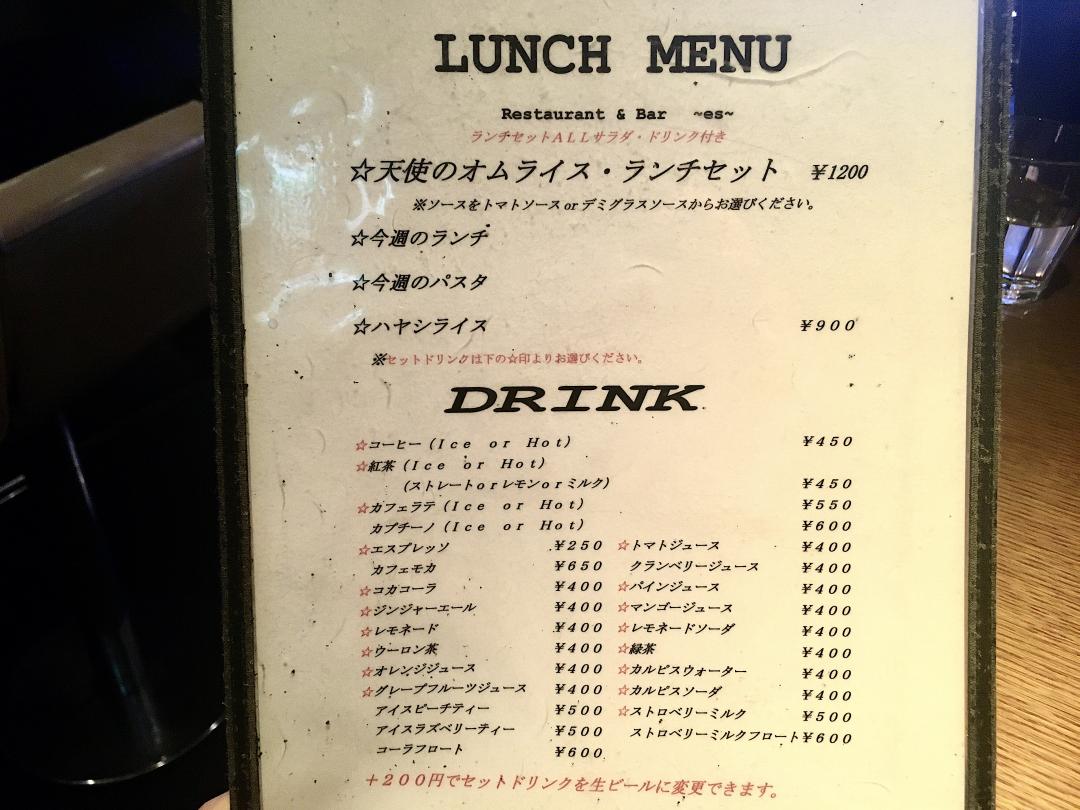 LUNCH MENU
Restaurant & Bar ~es~
ランチセットALLサラダ・ドリンク付き
☆天使のオムライス・ランチセット ¥1200
※ソースをトマトソース or デミグラスソースからお選びください。
☆今週のランチ
☆今週のパスタ
☆ハヤシライス ¥900
※セットドリンクは下の☆印よりお選びください。
DRINK
☆コーヒー(Ice or Hot) ¥450
☆紅茶(Ice or Hot)
(ストレートorレモンorミルク) ¥450
☆カフェラテ(Ice or Hot) ¥550
カプチーノ(Ice or Hot) ¥600
☆エスプレッソ ¥250 ☆トマトジュース ¥400
カフェモカ ¥650 クランベリージュース ¥400
☆コカコーラ ¥400 ☆パインジュース ¥400
☆ジンジャーエール ¥400 ☆マンゴージュース ¥400
☆レモネード ¥400 ☆レモネードソーダ ¥400
☆ウーロン茶 ¥400 ☆緑茶 ¥400
☆オレンジジュース ¥400 ☆カルピスウォーター ¥400
☆グレープフルーツジュース ¥400 ☆カルピスソーダ ¥400
アイスピーチティー ¥500 ☆ストロベリーミルク ¥500
アイスラズベリーティー ¥500 ストロベリーミルクフロート¥600
コーラフロート ¥600
+200円でセットドリンクを生ビールに変更できます。